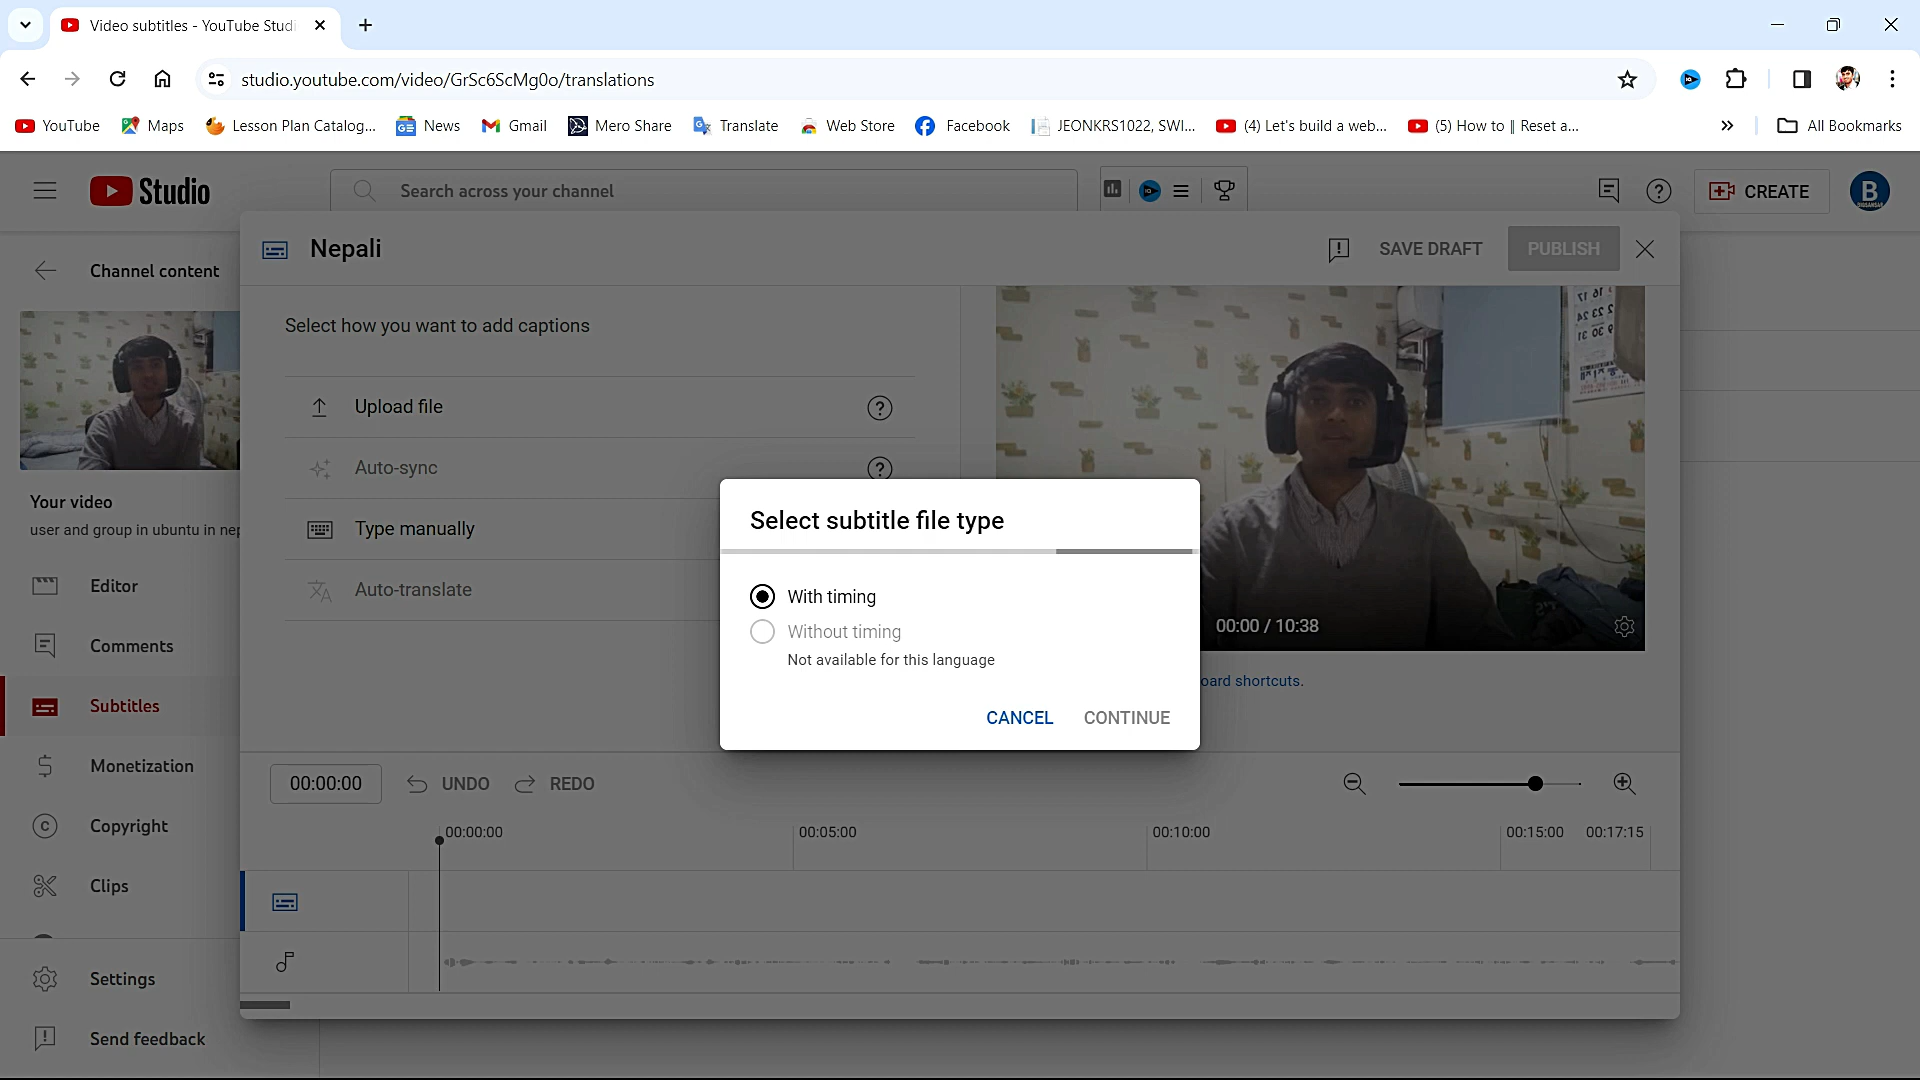 Video subtitles - YouTube Studi
studio.youtube.com/video/GrSc6ScMg0o/translations
YouTube
Maps
Lesson Plan Catalog...
News
Gmail
Mero Share
Translate
Web Store
Facebook
JEONKRS1022, SWI...
(4) Let's build a web...
(5) How to || Reset a...
All Bookmarks
Studio
Search across your channel
CREATE
B
Nepali
SAVE DRAFT
PUBLISH
Channel content
Select how you want to add captions
Upload file
Auto-sync
Type manually
Auto-translate
Your video
user and group in ubuntu in nep
Editor
Comments
Subtitles
Monetization
Copyright
Clips
Settings
Send feedback
Select subtitle file type
With timing
Without timing
Not available for this language
CANCEL
CONTINUE
00:00 / 10:38
oard shortcuts.
00:00:00
UNDO
REDO
00:00:00
00:05:00
00:10:00
00:15:00
00:17:15